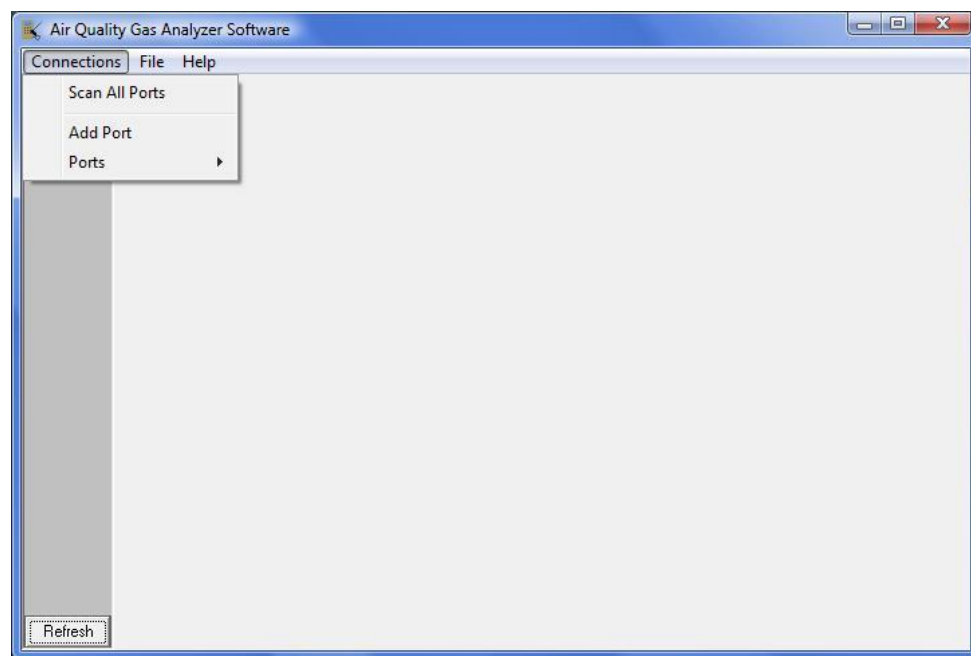 Air Quality Gas Analyzer Software
Connections File Help
Scan All Ports
Add Port
Ports
Refresh